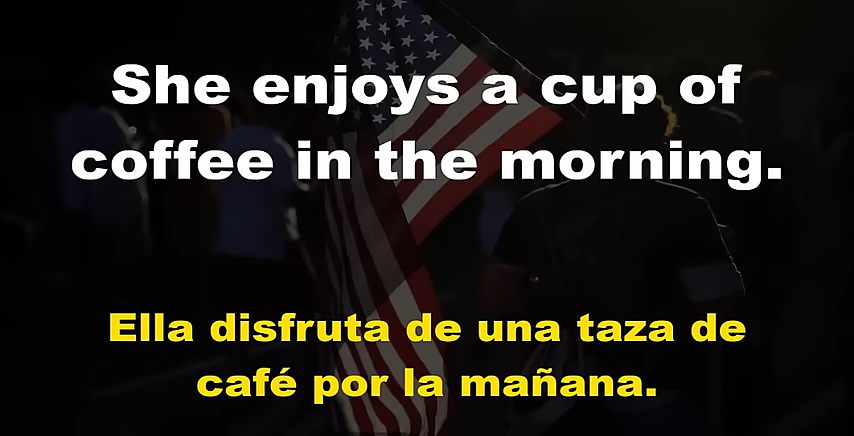 She enjoys a cup of
coffee in the morning.
Ella disfruta de una taza de
café por la mañana.